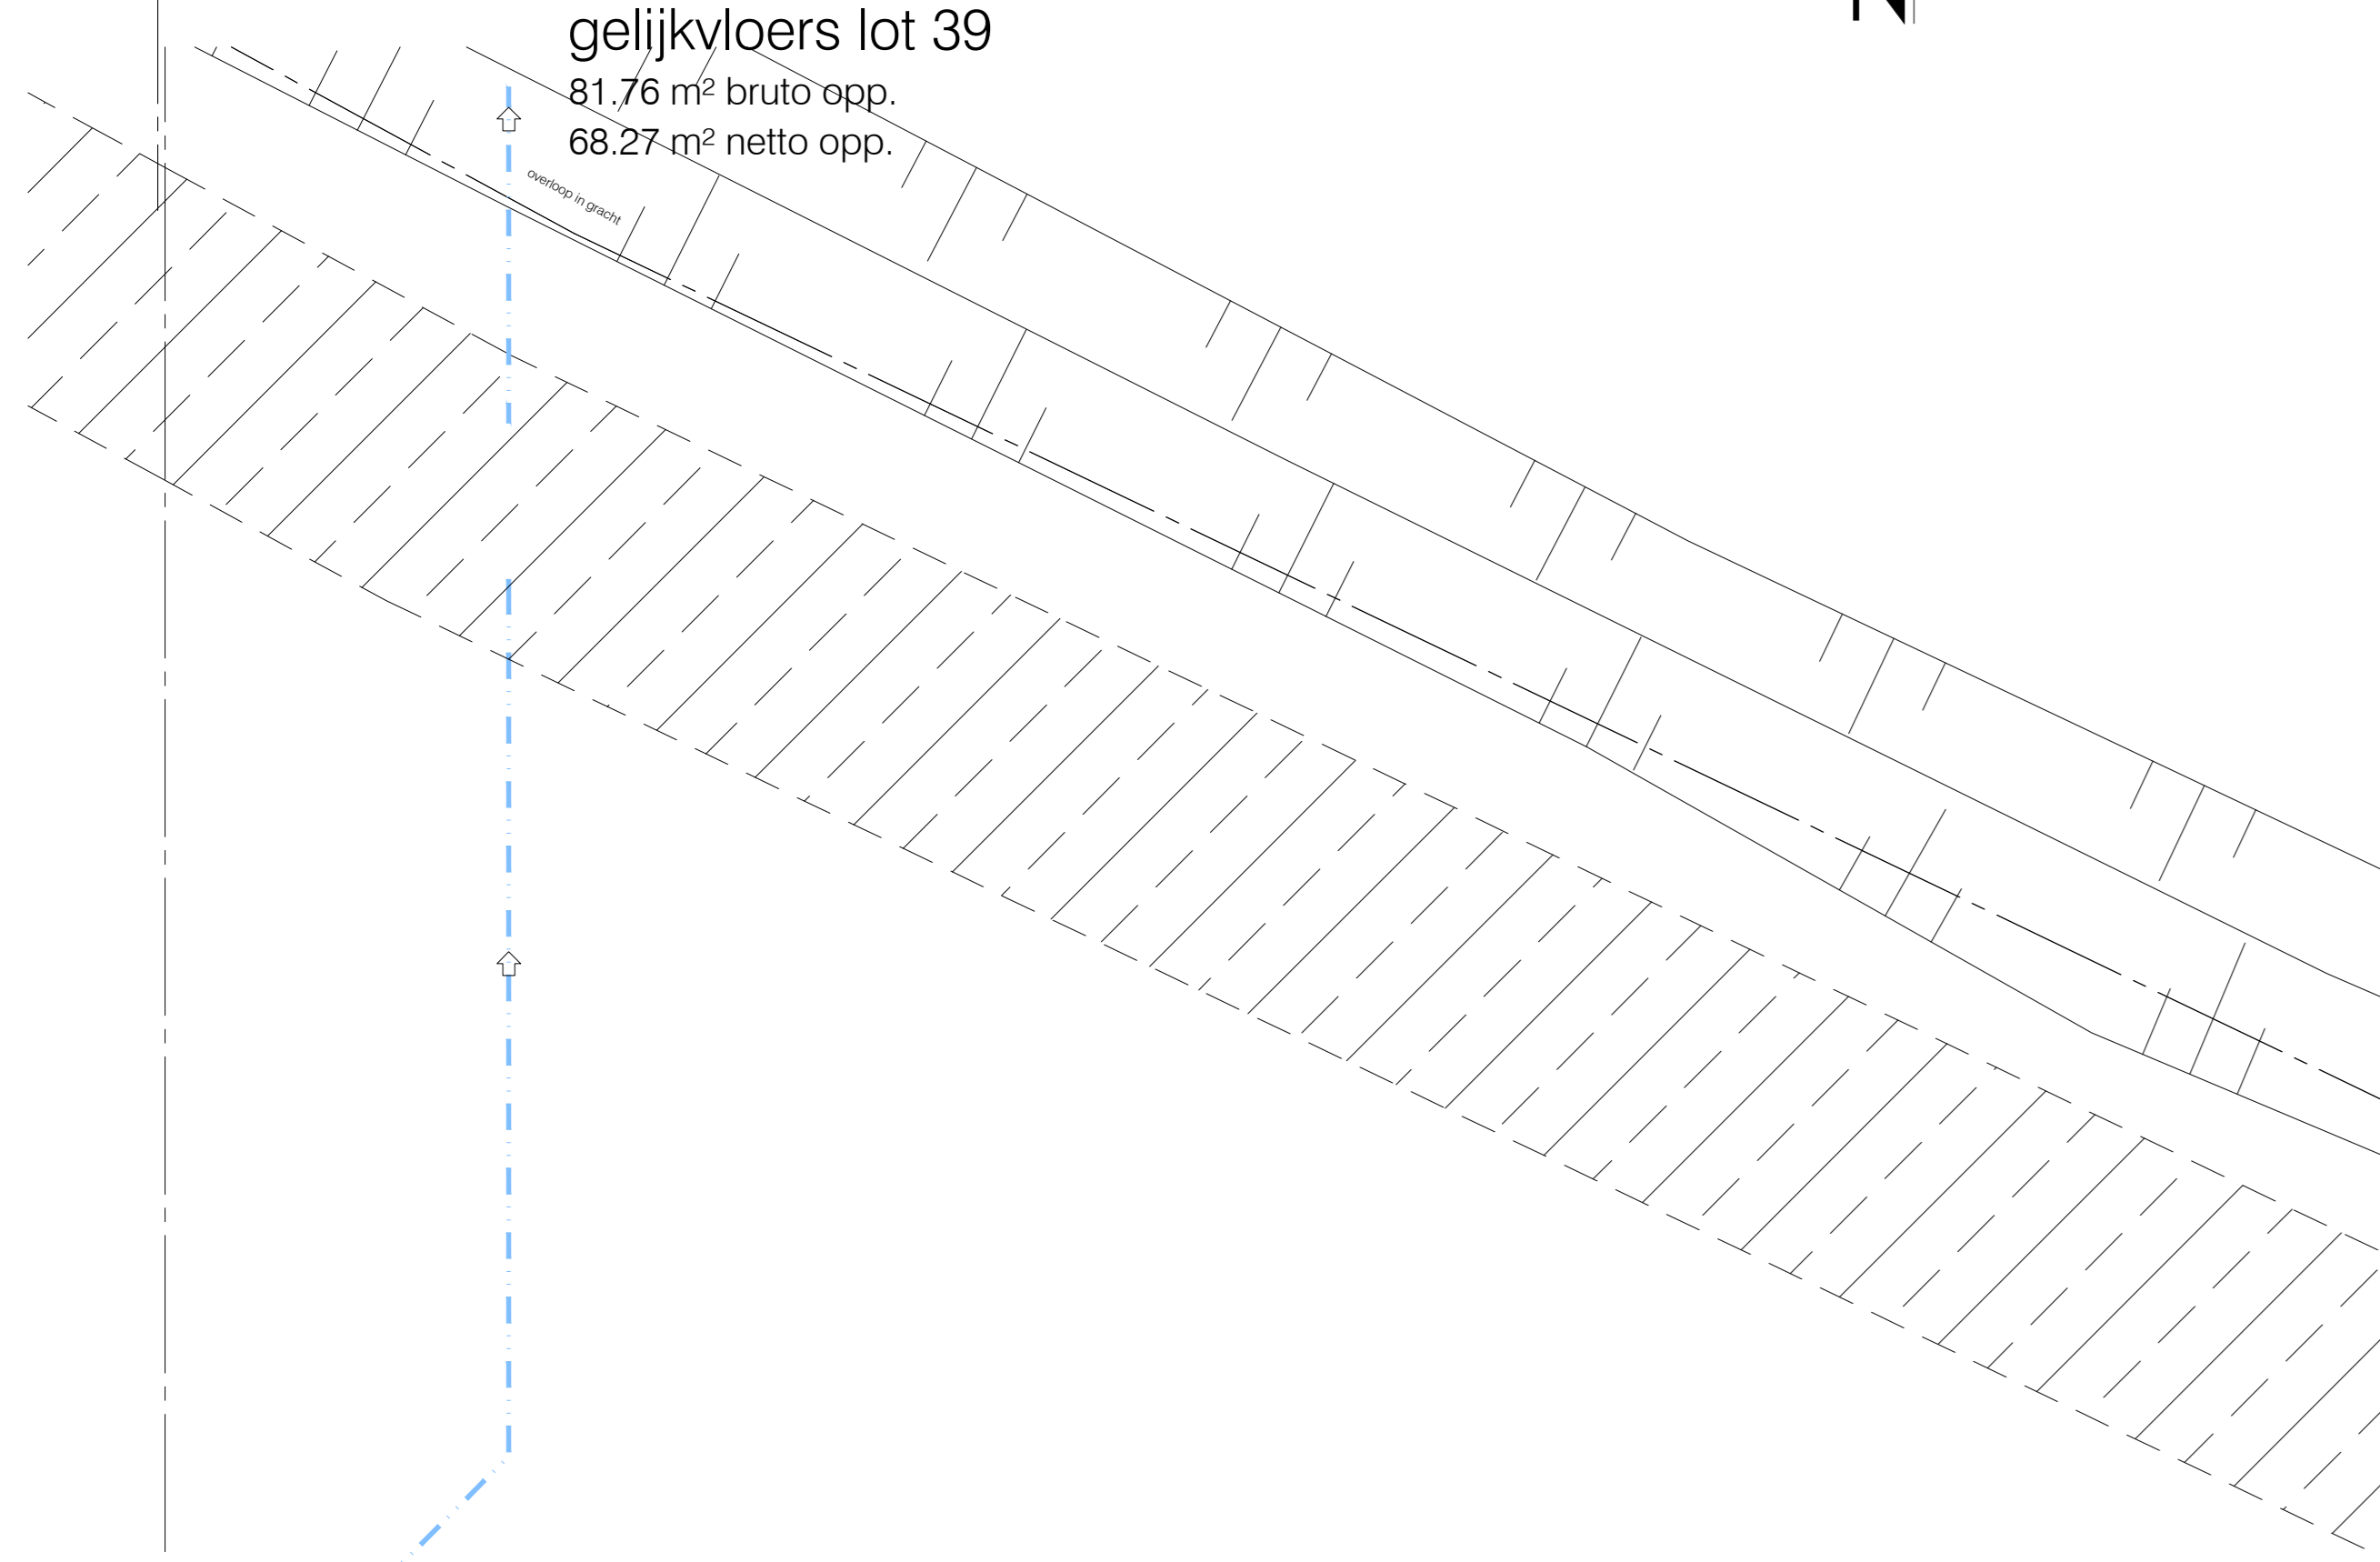 gelijkvloers lot 39
81.76 m² bruto opp.
68.27 m² netto opp.
overloop in gracht